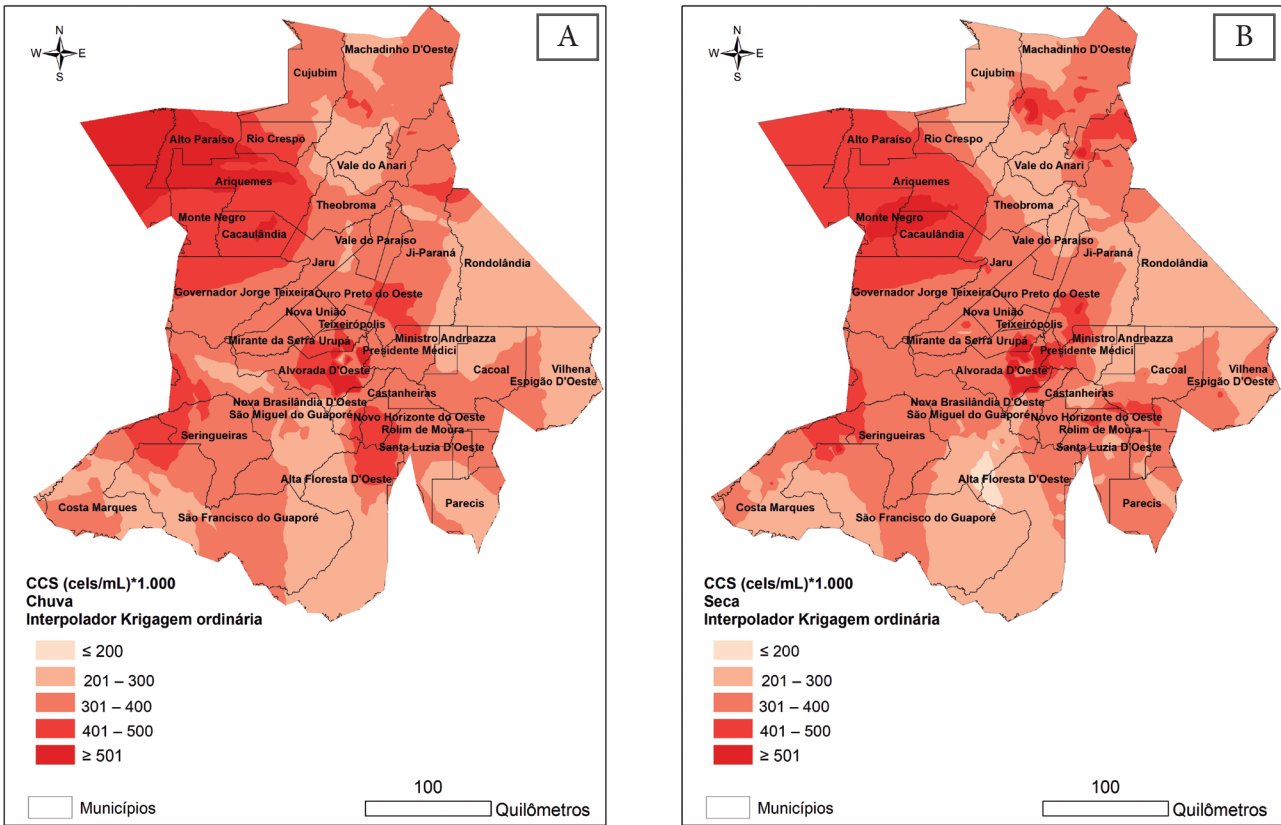 A
N
W E
S
Machadinho D'Oeste
Cujubim
Alto Paraíso
Rio Crespo
Vale do Anari
Ariquemes
Theobroma
Monte Negro
Cacaulândia
Vale do Paraíso
Ji-Paraná
Jaru
Rondolândia
Governador Jorge Teixeira
Ouro Preto do Oeste
Nova União
Teixeirópolis
Mirante da Serra Urupá
Ministro Andreazza
Presidente Médici
Alvorada D'Oeste
Cacoal
Vilhena
Espigão D'Oeste
Castanheiras
Nova Brasilândia D'Oeste
São Miguel do Guaporé
Novo Horizonte do Oeste
Rolim de Moura
Seringueiras
Santa Luzia D'Oeste
Alta Floresta D'Oeste
Parecis
Costa Marques
São Francisco do Guaporé
CCS (cels/mL)*1.000
Chuva
Interpolador Krigagem ordinária
≤ 200
201 – 300
301 – 400
401 – 500
≥ 501
Municípios
100
Quilômetros
B
N
W E
S
Machadinho D'Oeste
Cujubim
Alto Paraíso
Rio Crespo
Vale do Anari
Ariquemes
Theobroma
Monte Negro
Cacaulândia
Vale do Paraíso
Ji-Paraná
Jaru
Rondolândia
Governador Jorge Teixeira
Ouro Preto do Oeste
Nova União
Teixeirópolis
Mirante da Serra Urupá
Ministro Andreazza
Presidente Médici
Alvorada D'Oeste
Cacoal
Vilhena
Espigão D'Oeste
Castanheiras
Nova Brasilândia D'Oeste
São Miguel do Guaporé
Novo Horizonte do Oeste
Rolim de Moura
Seringueiras
Santa Luzia D'Oeste
Alta Floresta D'Oeste
Parecis
Costa Marques
São Francisco do Guaporé
CCS (cels/mL)*1.000
Seca
Interpolador Krigagem ordinária
≤ 200
201 – 300
301 – 400
401 – 500
≥ 501
Municípios
100
Quilômetros